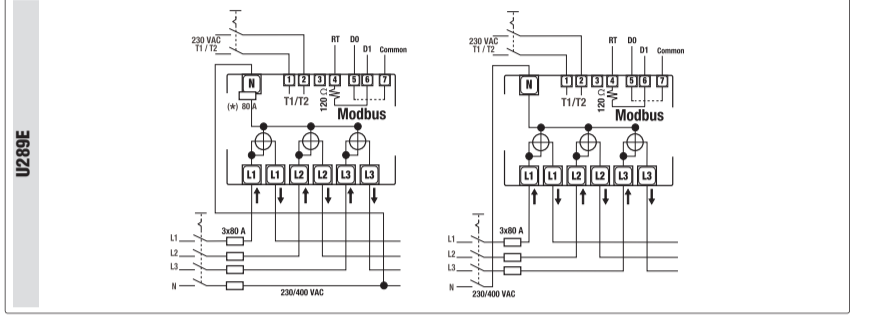 U289E
230 VAC
T1 / T2
RT D0
D1 Common
N
1 2 3 4 5 6 7
(*) 80 A
T1/T2
120 Ω
Modbus
L1 L1 L2 L2 L3 L3
3x80 A
L1
L2
L3
N
230/400 VAC
230 VAC
T1 / T2
RT D0
D1 Common
N
1 2 3 4 5 6 7
T1/T2
120 Ω
Modbus
L1 L1 L2 L2 L3 L3
3x80 A
L1
L2
L3
N
230/400 VAC